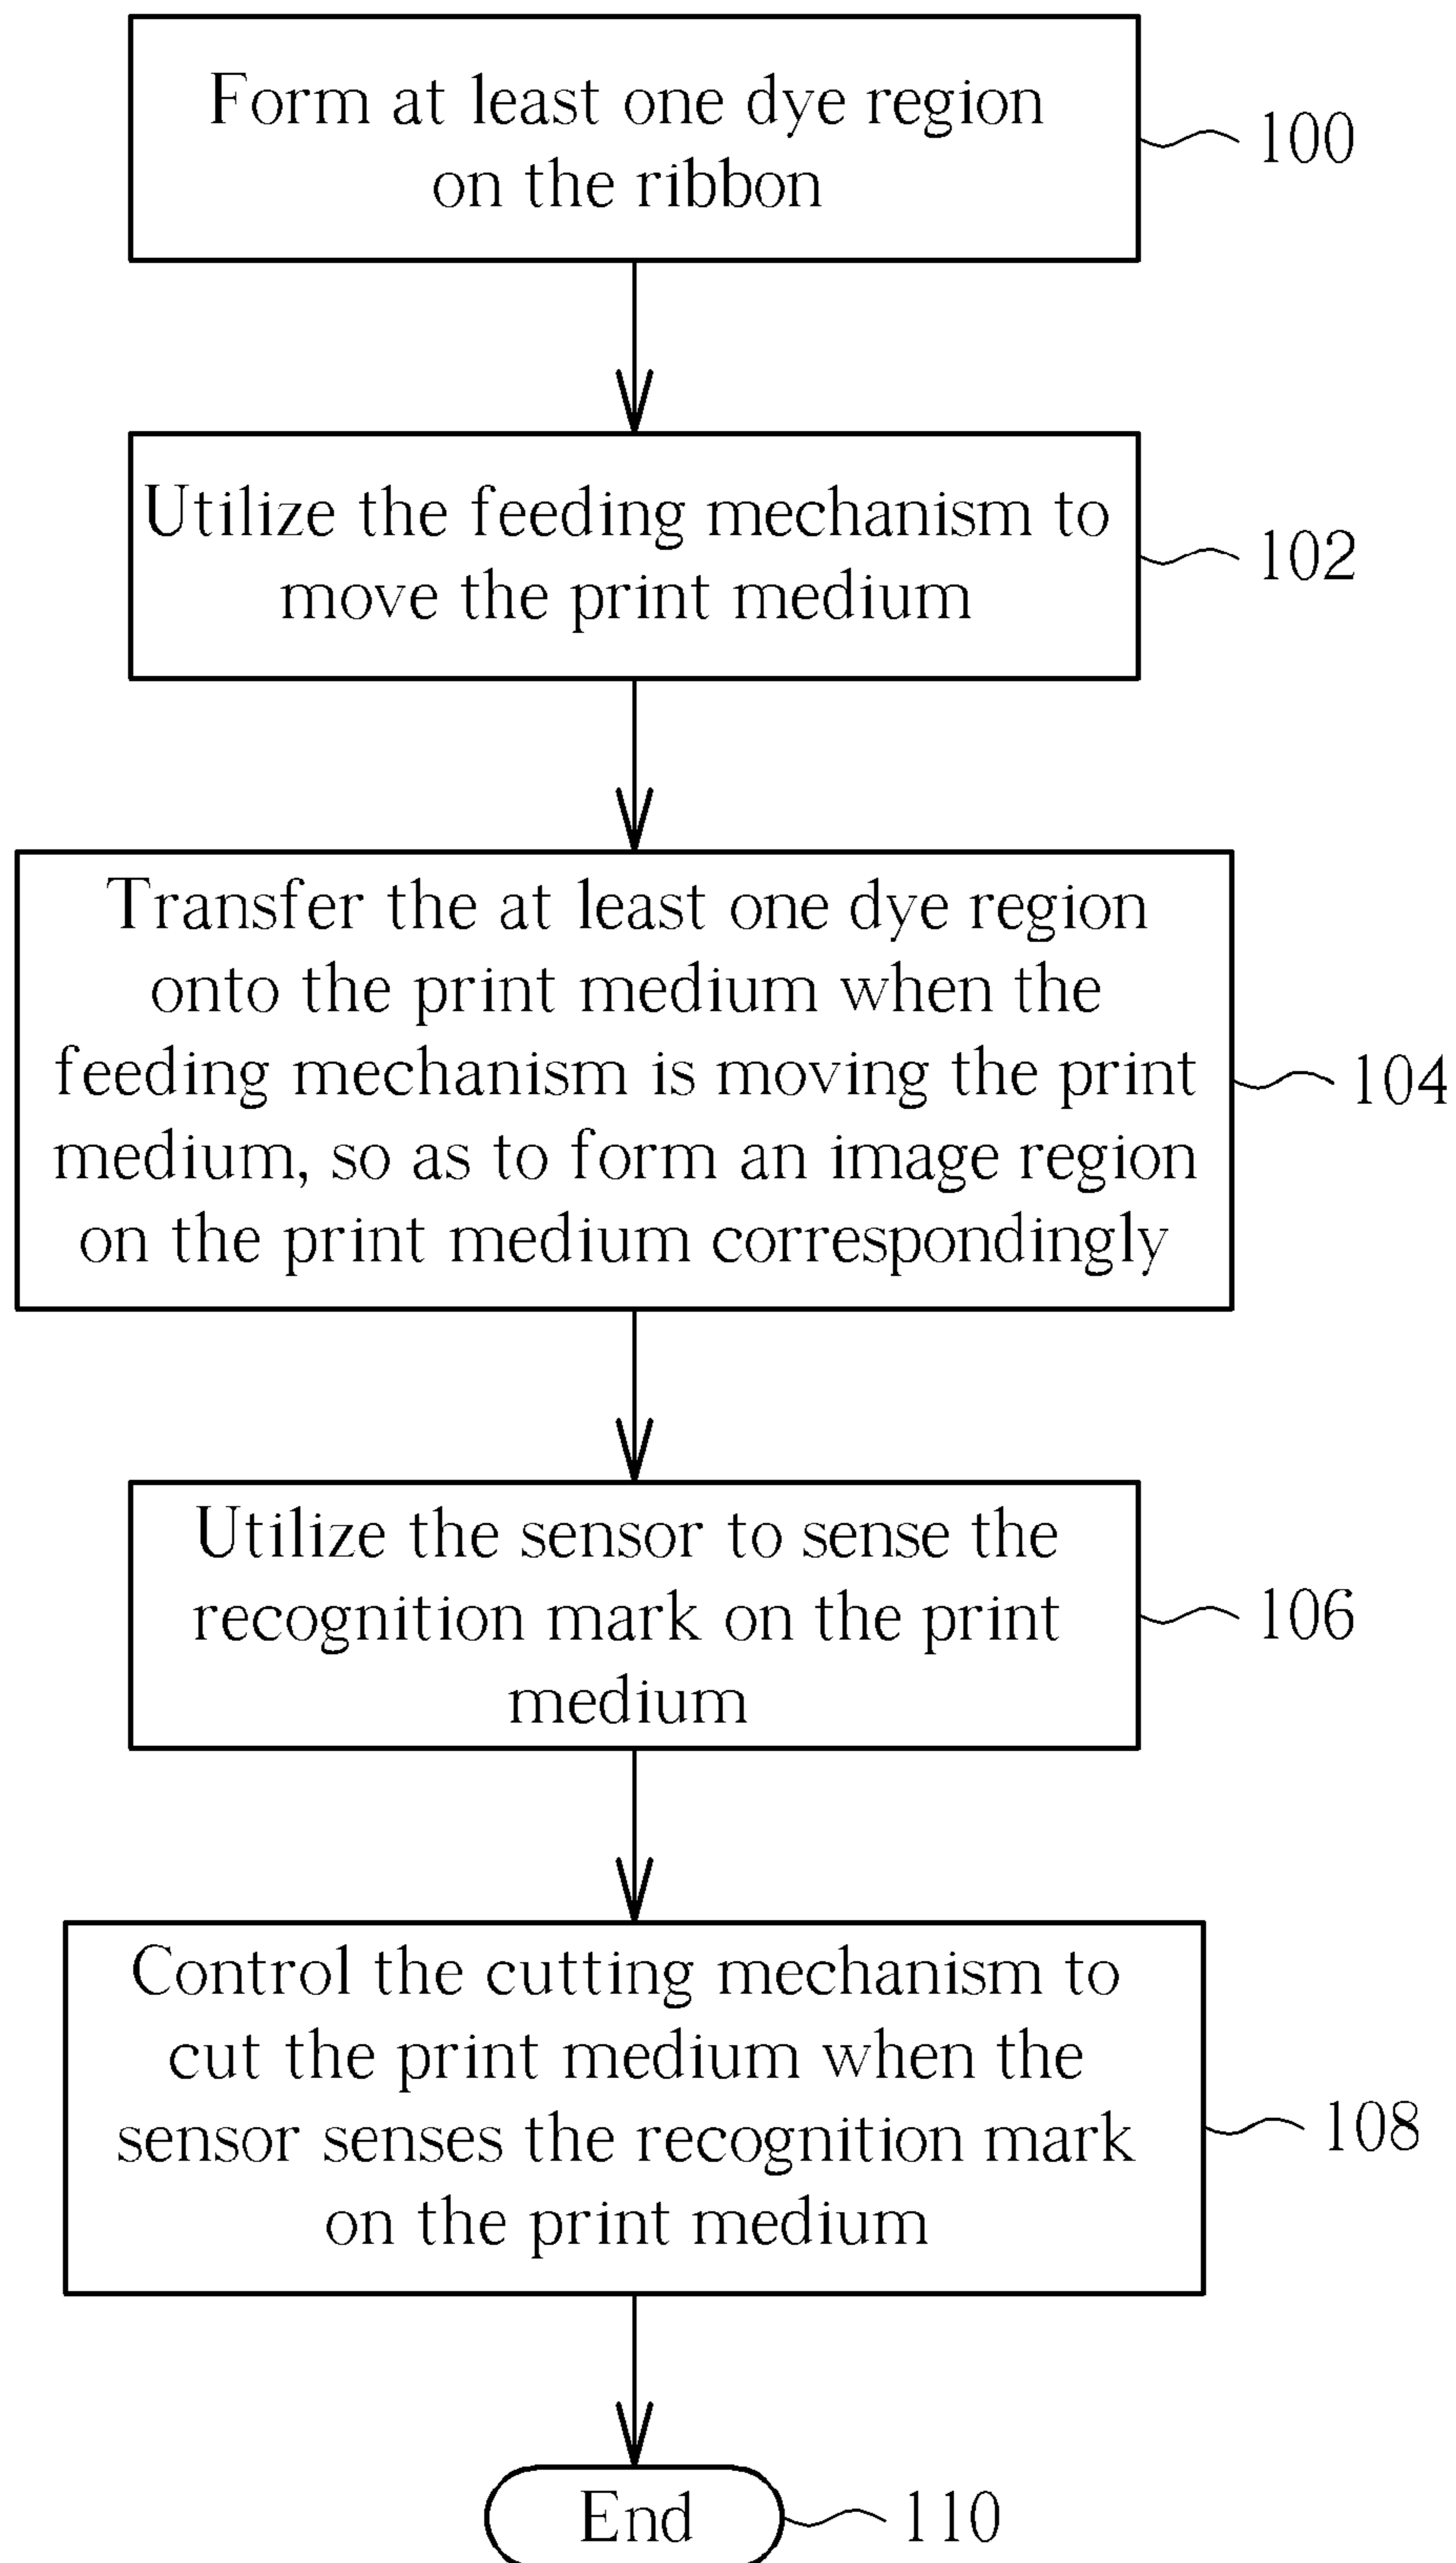 Form at least one dye region
on the ribbon
100
Utilize the feeding mechanism to
move the print medium
102
Transfer the at least one dye region
onto the print medium when the
feeding mechanism is moving the print
medium, so as to form an image region
on the print medium correspondingly
104
Utilize the sensor to sense the
recognition mark on the print
medium
106
Control the cutting mechanism to
cut the print medium when the
sensor senses the recognition mark
on the print medium
108
End
110